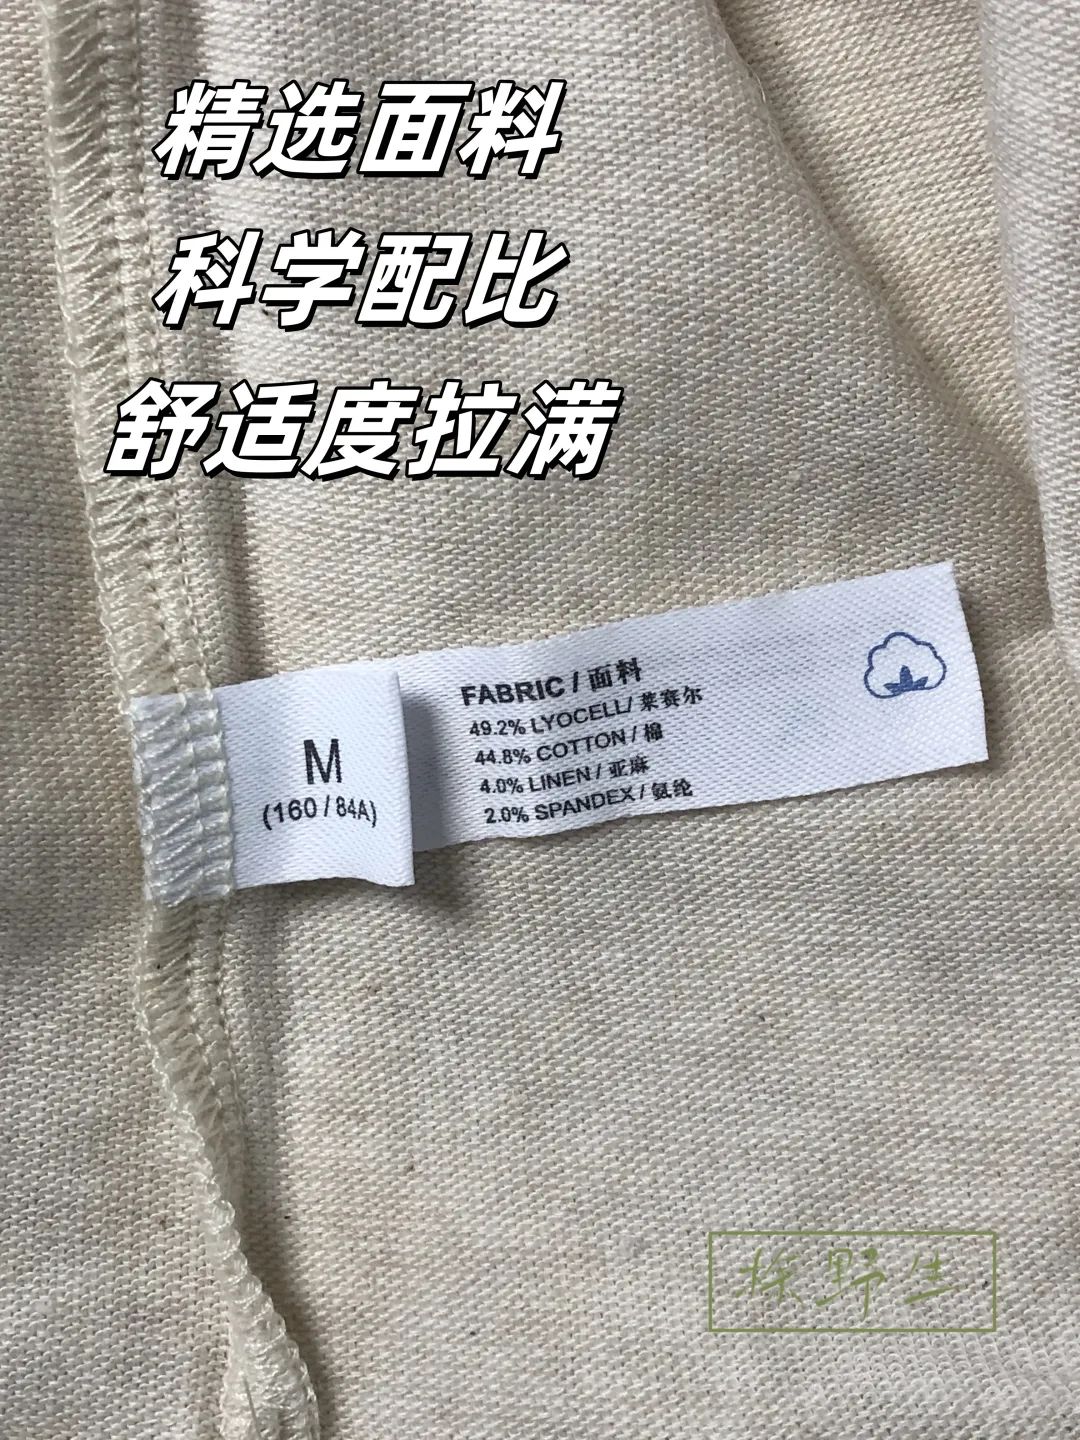 精选面料
科学配比
舒适度拉满
FABRIC / 面料
49.2% LYOCELL/ 莱赛尔
44.8% COTTON / 棉
4.0% LINEN / 亚麻
2.0% SPANDEX / 氨纶
M
(160 / 84A)
野生